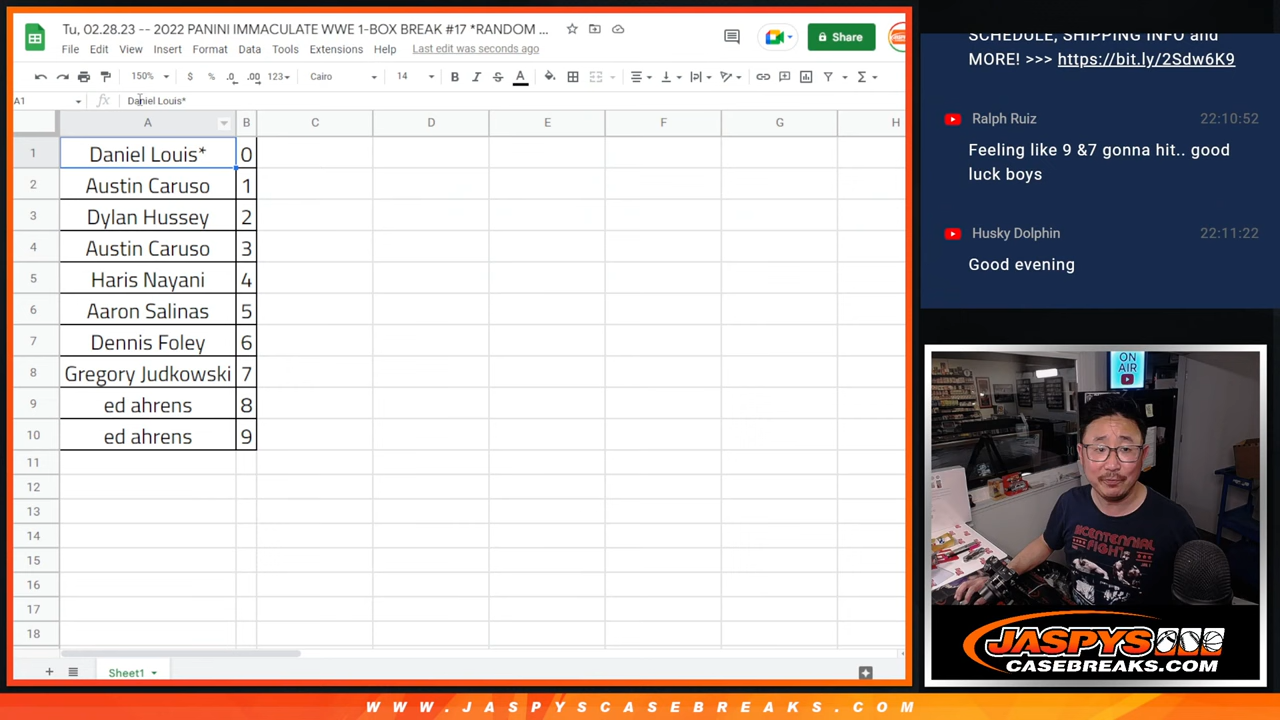 Tu, 02.28.23 -- 2022 PANINI IMMACULATE WWE 1-BOX BREAK #17 *RANDOM ...
File Edit View Insert Format Data Tools Extensions Help Last edit was seconds ago
Share
150% $ % .0 .00 123 Cairo 14 B I S A
A1 fx Daniel Louis*
A B C D E F G H
1 Daniel Louis* 0
2 Austin Caruso 1
3 Dylan Hussey 2
4 Austin Caruso 3
5 Haris Nayani 4
6 Aaron Salinas 5
7 Dennis Foley 6
8 Gregory Judkowski 7
9 ed ahrens 8
10 ed ahrens 9
11
12
13
14
15
16
17
18
Sheet1
SCHEDULE, SHIPPING INFO and
MORE! >>> https://bit.ly/2Sdw6K9
Ralph Ruiz 22:10:52
Feeling like 9 &7 gonna hit.. good
luck boys
Husky Dolphin 22:11:22
Good evening
ON
AIR
BICENTENNIAL
FIGHT
JASPYS
CASEBREAKS.COM
WWW.JASPYSCASEBREAKS.COM